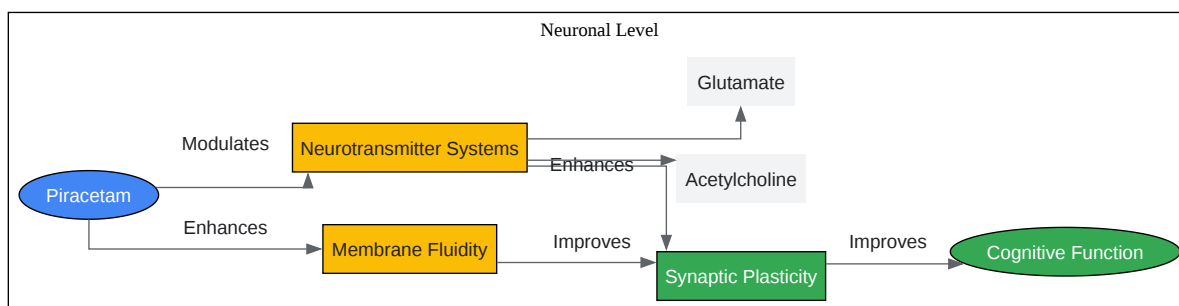 Neuronal Level
Glutamate
Modulates
Neurotransmitter Systems
Enhances
Acetylcholine
Piracetam
Enhances
Membrane Fluidity
Improves
Synaptic Plasticity
Improves
Cognitive Function